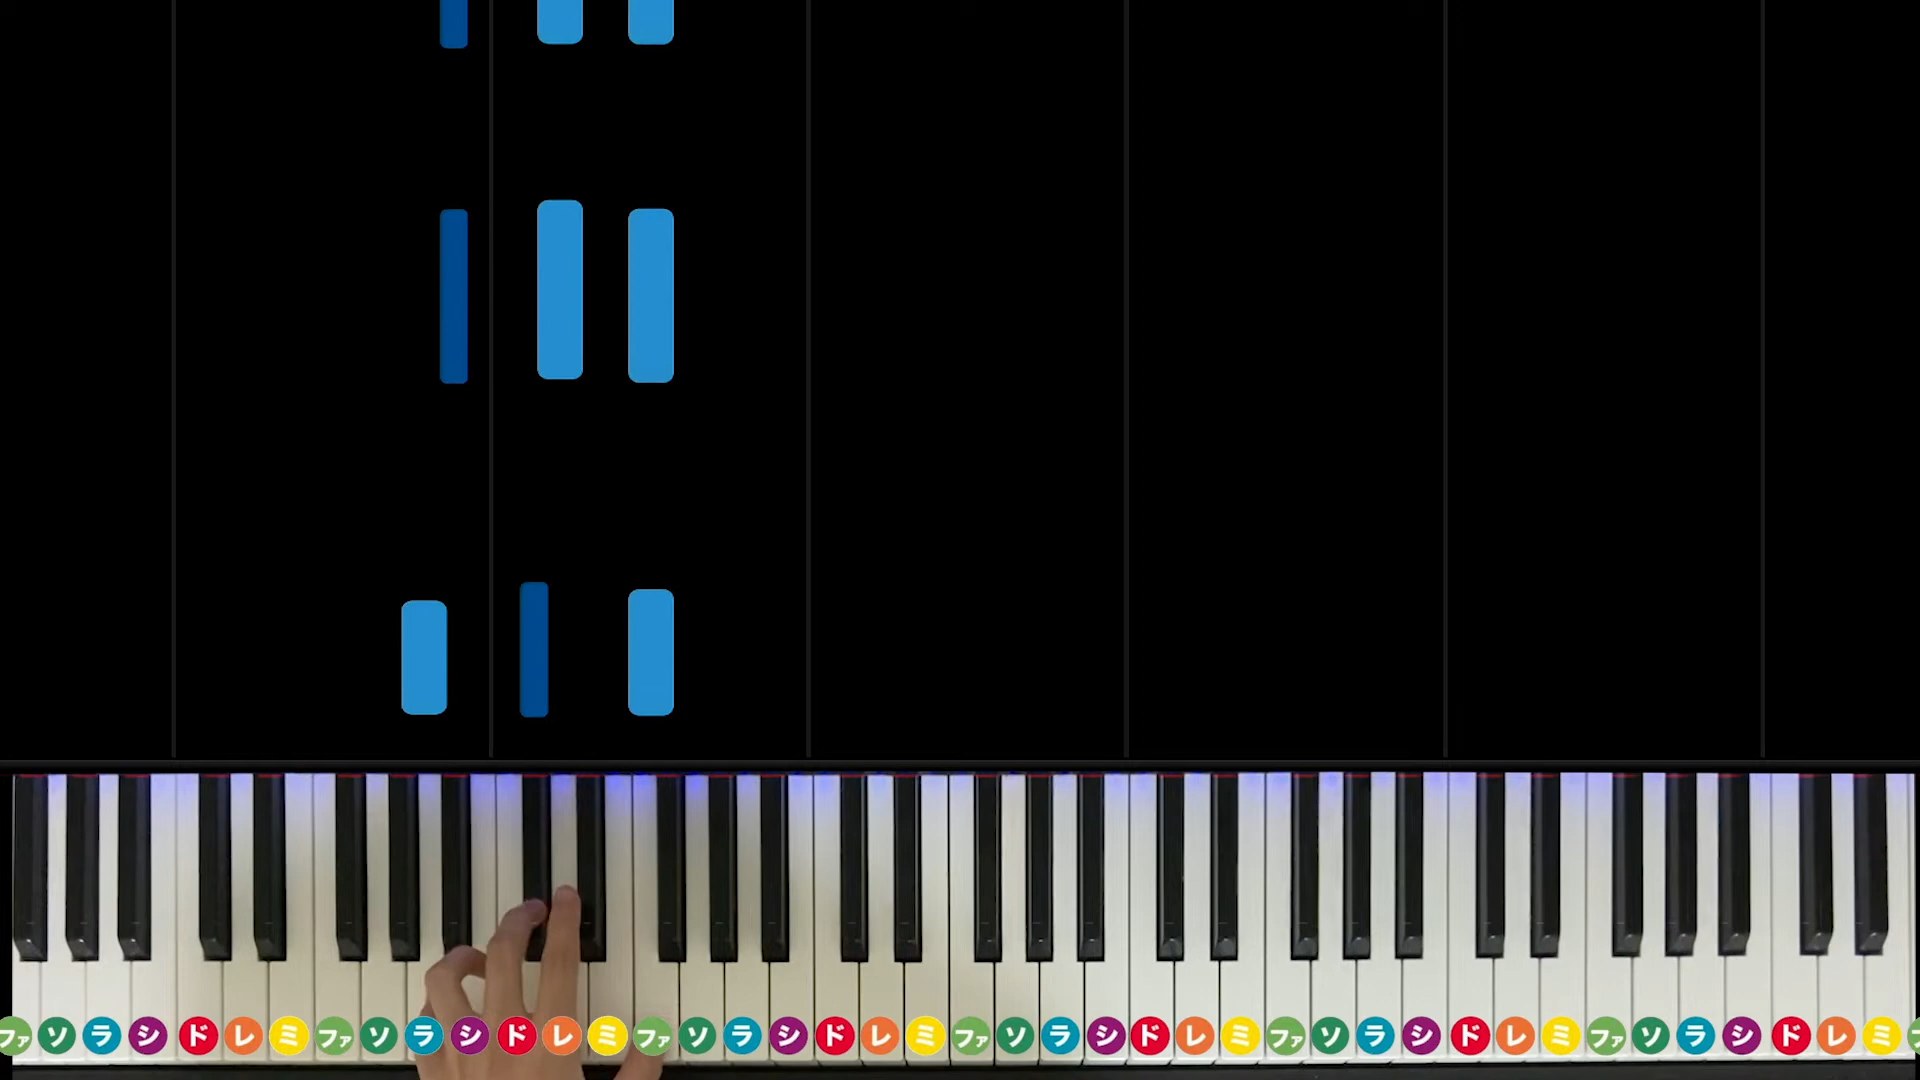 ファ ソ ラ シ ド レ ミ ファ ソ ラ シ ド レ ミ ファ ソ ラ シ ド レ ミ ファ ソ ラ シ ド レ ミ ファ ソ ラ シ ド レ ミ ファ ソ ラ シ ド レ ミ